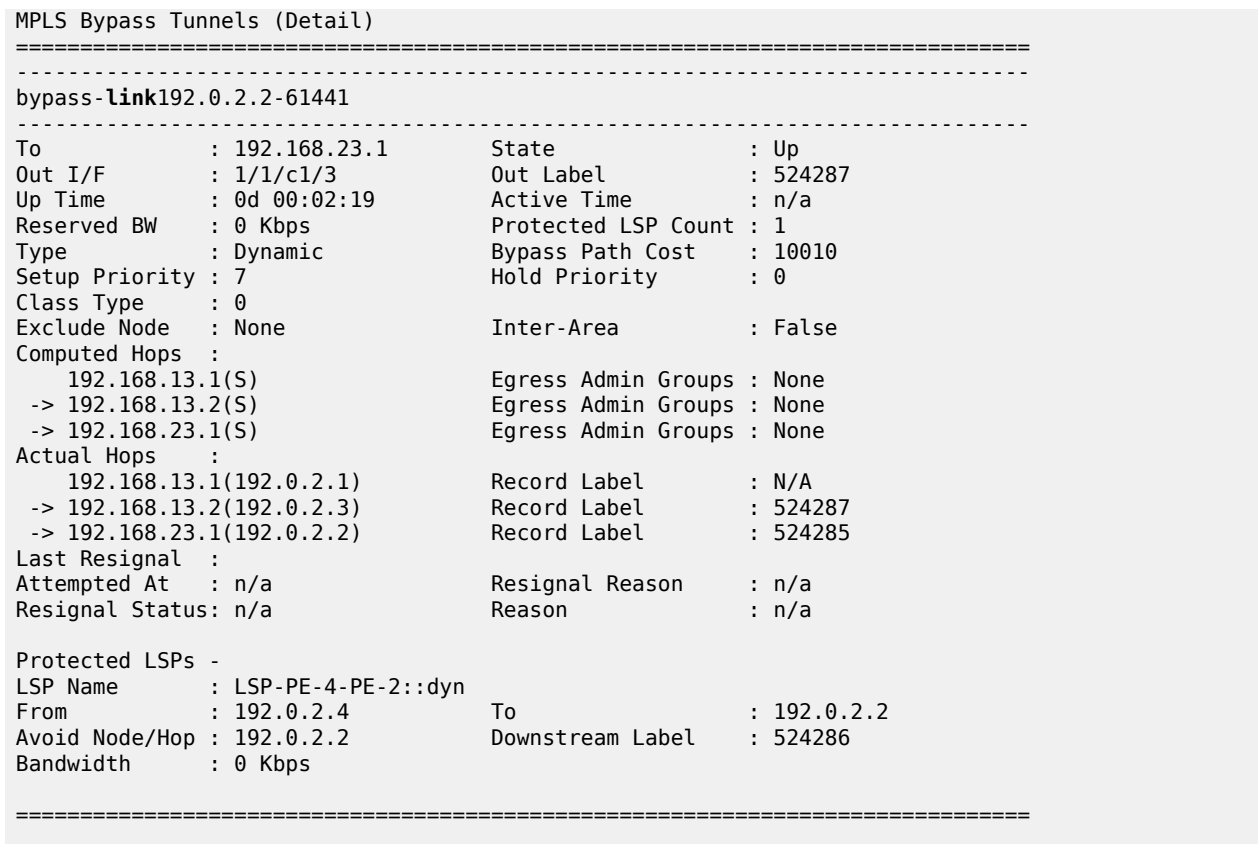 MPLS Bypass Tunnels (Detail)
===============================================================================
-------------------------------------------------------------------------------
bypass-link192.0.2.2-61441
-------------------------------------------------------------------------------
To              : 192.168.23.1       State               : Up
Out I/F         : 1/1/c1/3           Out Label           : 524287
Up Time         : 0d 00:02:19        Active Time         : n/a
Reserved BW     : 0 Kbps             Protected LSP Count : 1
Type            : Dynamic            Bypass Path Cost    : 10010
Setup Priority  : 7                  Hold Priority       : 0
Class Type      : 0
Exclude Node    : None               Inter-Area          : False
Computed Hops   :
    192.168.13.1(S)                  Egress Admin Groups : None
 -> 192.168.13.2(S)                  Egress Admin Groups : None
 -> 192.168.23.1(S)                  Egress Admin Groups : None
Actual Hops     :
    192.168.13.1(192.0.2.1)          Record Label        : N/A
 -> 192.168.13.2(192.0.2.3)          Record Label        : 524287
 -> 192.168.23.1(192.0.2.2)          Record Label        : 524285
Last Resignal   :
Attempted At    : n/a                Resignal Reason     : n/a
Resignal Status: n/a                 Reason              : n/a
Protected LSPs -
LSP Name        : LSP-PE-4-PE-2::dyn
From            : 192.0.2.4          To                  : 192.0.2.2
Avoid Node/Hop : 192.0.2.2           Downstream Label    : 524286
Bandwidth       : 0 Kbps
===============================================================================